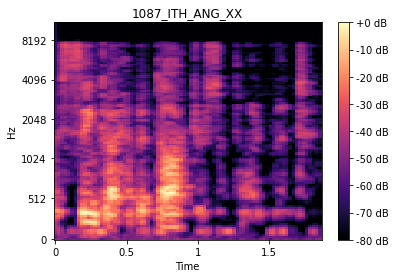 1087_ITH_ANG_XX
8192
4096
2048
1024
512
0
Hz
0
0.5
1
1.5
Time
+0 dB
-10 dB
-20 dB
-30 dB
-40 dB
-50 dB
-60 dB
-70 dB
-80 dB